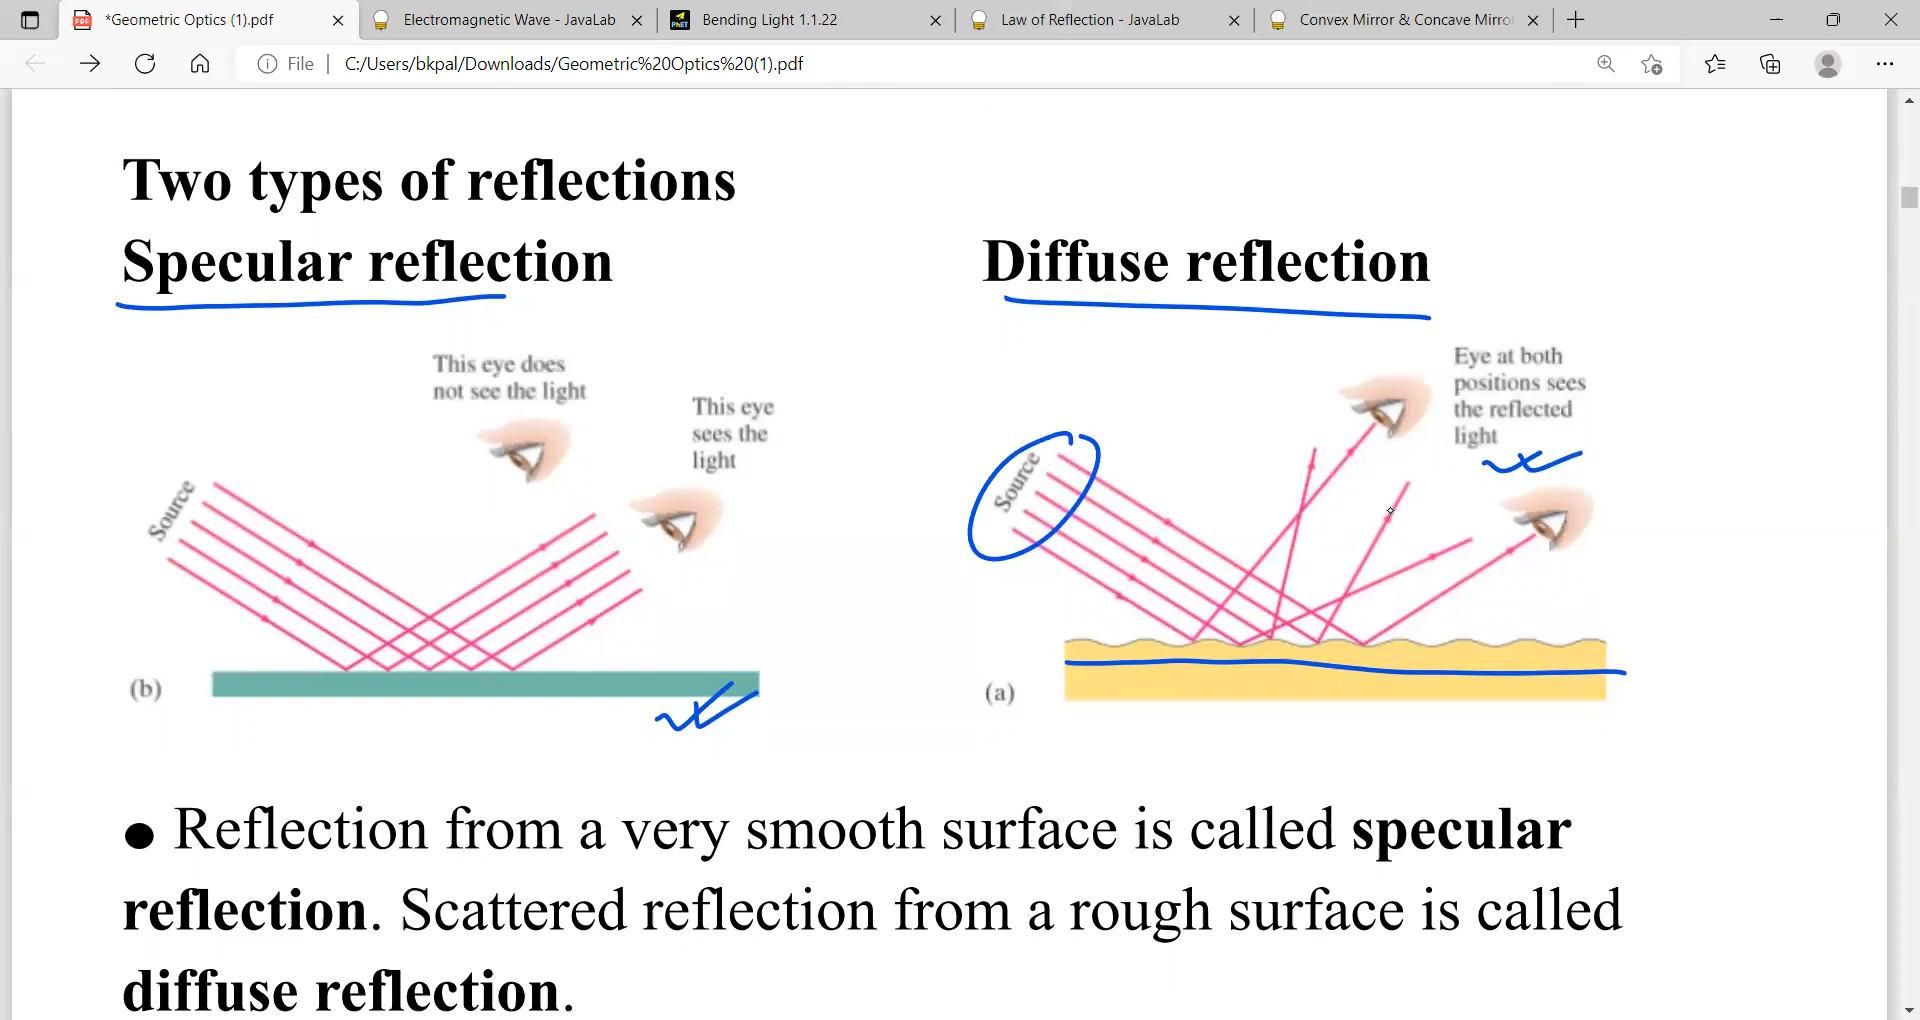 *Geometric Optics (1).pdf
Electromagnetic Wave - JavaLab
Bending Light 1.1.22
Law of Reflection - JavaLab
Convex Mirror & Concave Mirror
File
C:/Users/bkpal/Downloads/Geometric%20Optics%20(1).pdf
Two types of reflections
Specular reflection
Diffuse reflection
This eye does
not see the light
This eye
sees the
light
Source
(b)
Eye at both
positions sees
the reflected
light
Source
(a)
● Reflection from a very smooth surface is called specular
reflection. Scattered reflection from a rough surface is called
diffuse reflection.